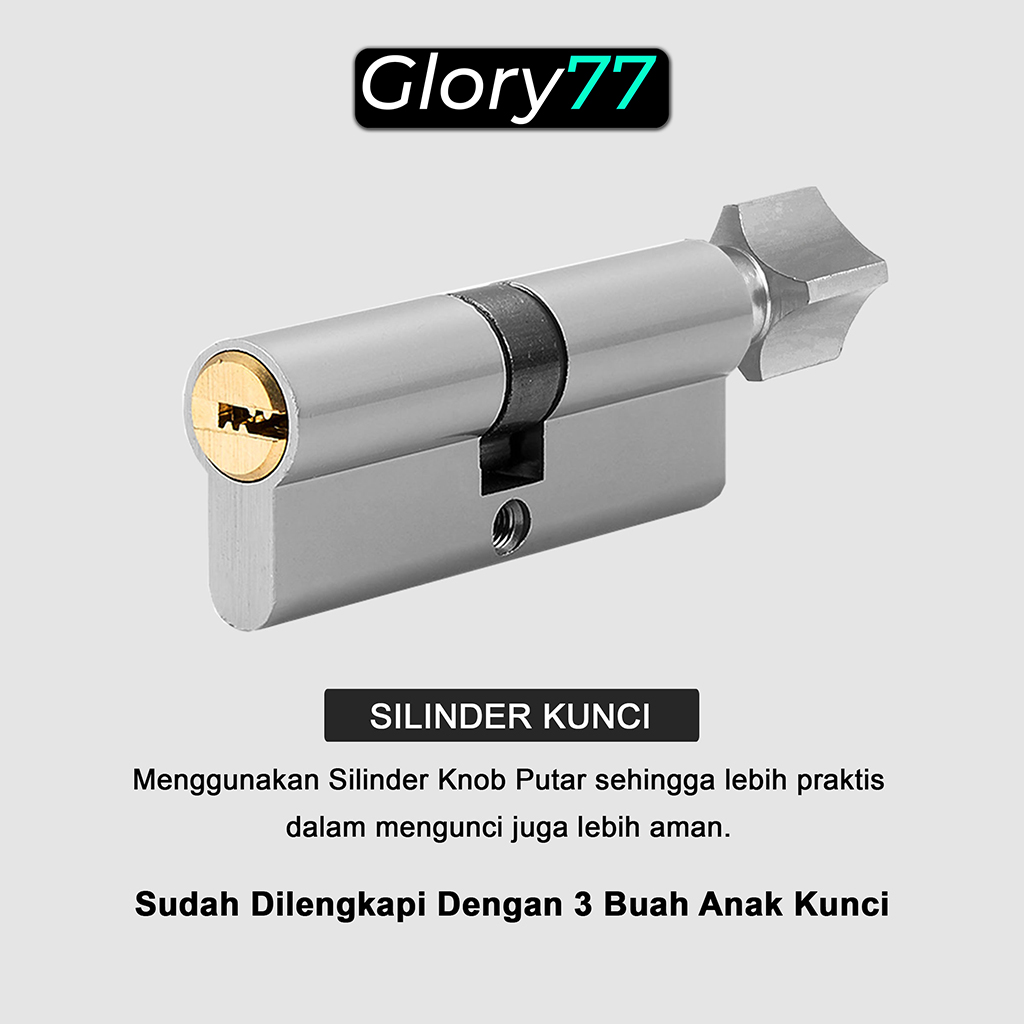 Glory77
SILINDER KUNCI
Menggunakan Silinder Knob Putar sehingga lebih praktis
dalam mengunci juga lebih aman.
Sudah Dilengkapi Dengan 3 Buah Anak Kunci